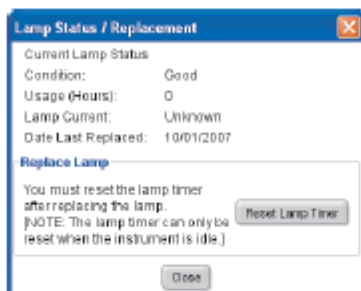 Lamp Status / Replacement
Current Lamp Status
Condition: Good
Usage (Hours): 0
Lamp Current: Unknown
Date Last Replaced: 10/01/2007
Replace Lamp
You must reset the lamp timer
after replacing the lamp.
[NOTE: The lamp timer can only be
reset when the instrument is idle.]
Reset Lamp Timer
Close